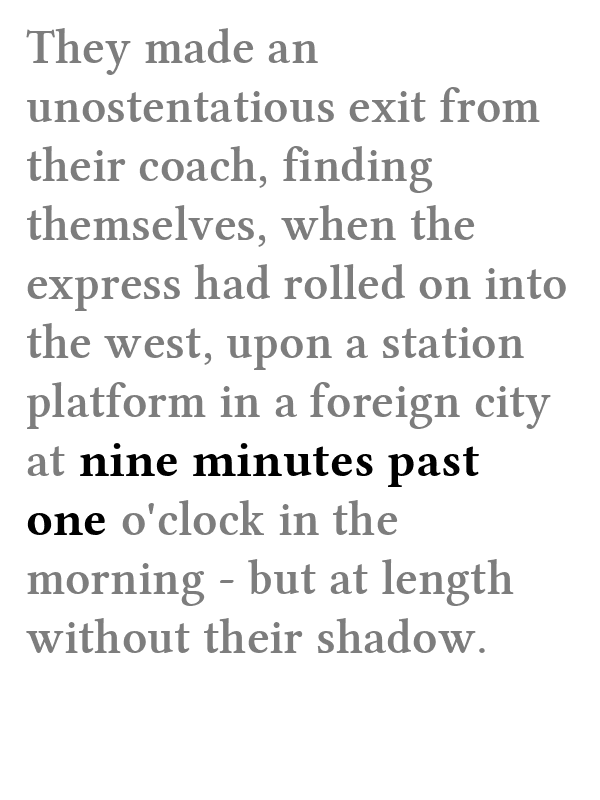 They made an
unostentatious exit from
their coach, finding
themselves, when the
express had rolled on into
the west, upon a station
platform in a foreign city
at nine minutes past
one o'clock in the
morning - but at length
without their shadow.